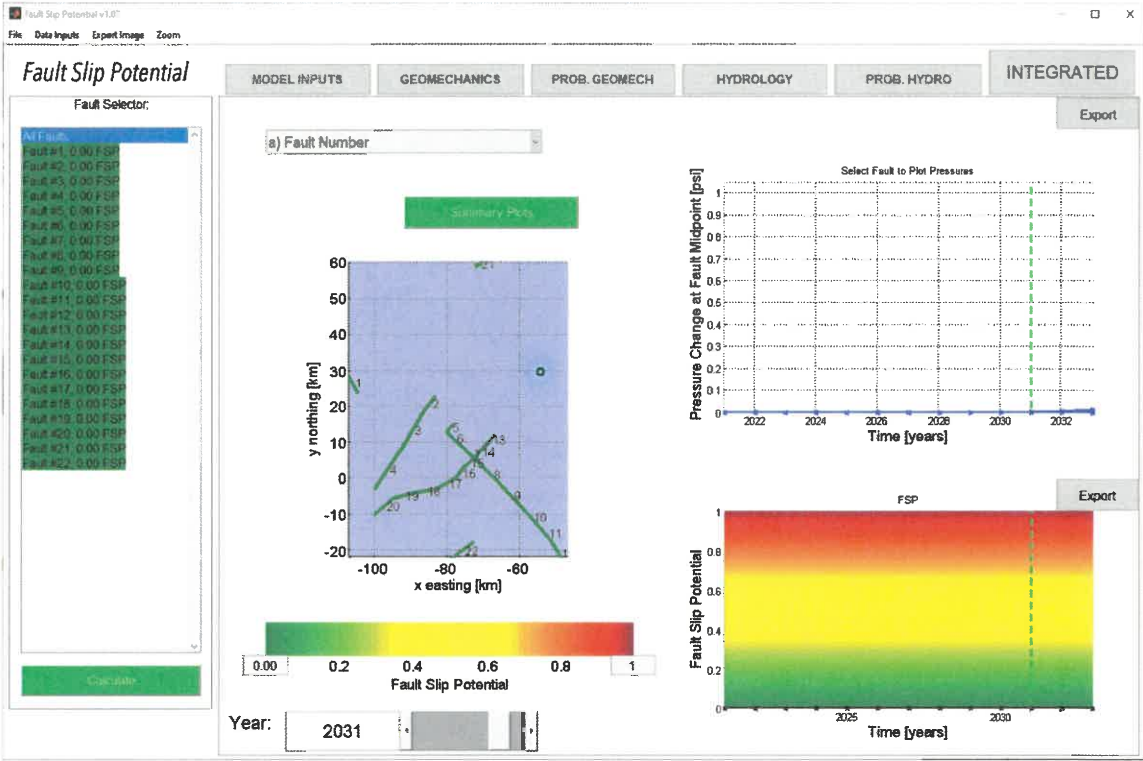 Fault Slip Potential v1.0
File Data Inputs Export Image Zoom
Fault Slip Potential
MODEL INPUTS GEOMECHANICS PROB. GEOMECH HYDROLOGY PROB. HYDRO INTEGRATED
Fault Selector:
All Faults
Fault #1, 0.00 FSP
Fault #2, 0.00 FSP
Fault #3, 0.00 FSP
Fault #4, 0.00 FSP
Fault #5, 0.00 FSP
Fault #6, 0.00 FSP
Fault #7, 0.00 FSP
Fault #8, 0.00 FSP
Fault #9, 0.00 FSP
Fault #10, 0.00 FSP
Fault #11, 0.00 FSP
Fault #12, 0.00 FSP
Fault #13, 0.00 FSP
Fault #14, 0.00 FSP
Fault #15, 0.00 FSP
Fault #16, 0.00 FSP
Fault #17, 0.00 FSP
Fault #18, 0.00 FSP
Fault #19, 0.00 FSP
Fault #20, 0.00 FSP
Fault #21, 0.00 FSP
Fault #22, 0.00 FSP
Calculate
a) Fault Number
Summary Plots
60
50
40
30
20
10
0
-10
-20
y northing [km]
21
1
2
3
4
5
6
13
14
15
16
8
17
18
19
20
9
10
11
22
-100 -80 -60
x easting [km]
0.00 0.2 0.4 0.6 0.8 1
Fault Slip Potential
Year: 2031
Export
Select Fault to Plot Pressures
Pressure Change at Fault Midpoint [psi]
1
0.9
0.8
0.7
0.6
0.5
0.4
0.3
0.2
0.1
0
2022 2024 2026 2028 2030 2032
Time [years]
Export
FSP
Fault Slip Potential
1
0.8
0.6
0.4
0.2
0
2025 2030
Time [years]